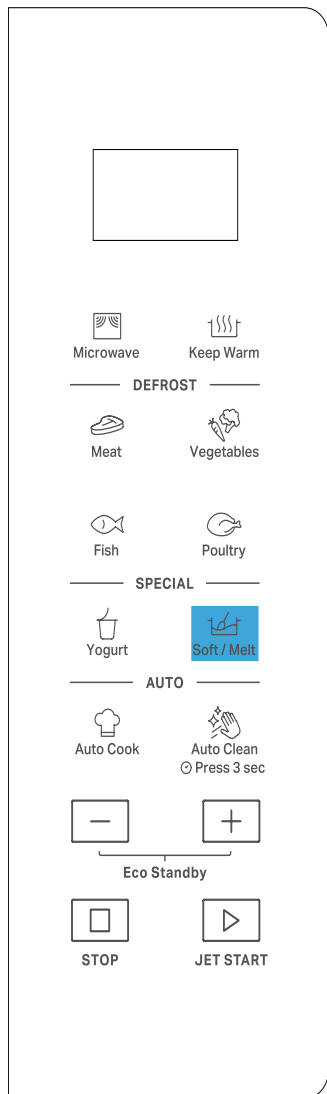 Microwave Keep Warm
DEFROST
Meat Vegetables
Fish Poultry
SPECIAL
Yogurt Soft / Melt
AUTO
Auto Cook Auto Clean
Press 3 sec
Eco Standby
STOP JET START